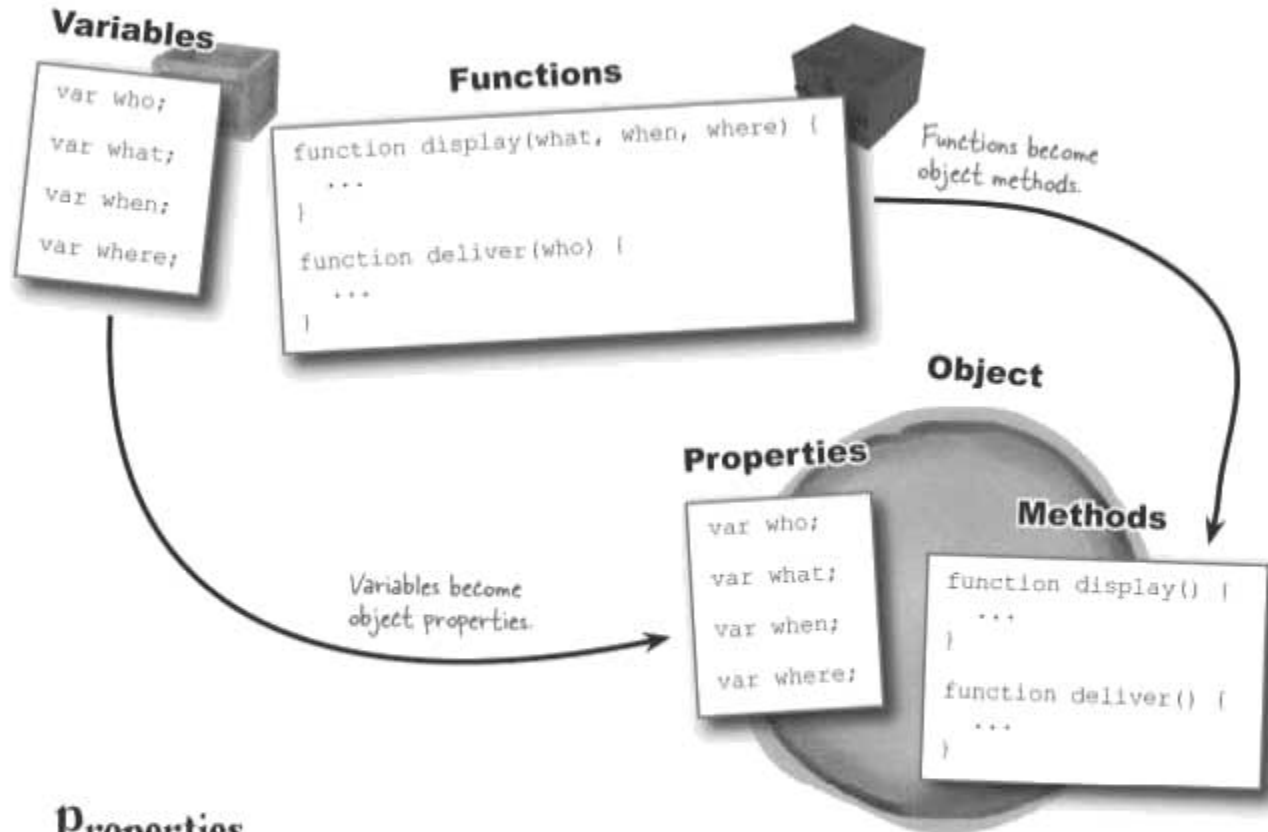 Variables
var who;
var what;
var when;
var where;
Functions
function display(what, when, where) {
...
}
function deliver(who) {
...
}
Functions become
object methods.
Variables become
object properties.
Object
Properties
var who;
var what;
var when;
var where;
Methods
function display() {
...
}
function deliver() {
...
}
Properties